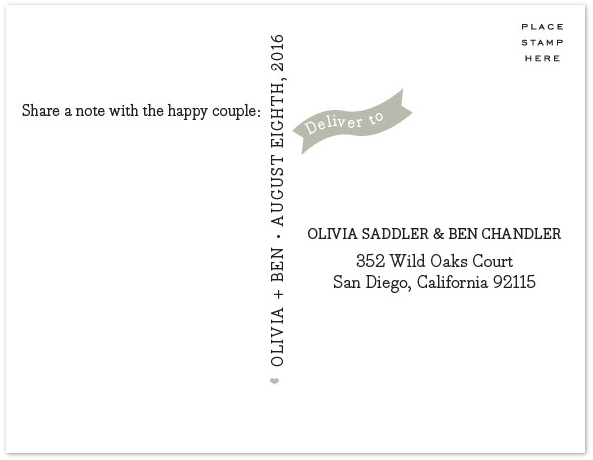 Share a note with the happy couple:
OLIVIA + BEN · AUGUST EIGHTH, 2016
PLACE
STAMP
HERE
Deliver to
OLIVIA SADDLER & BEN CHANDLER
352 Wild Oaks Court
San Diego, California 92115